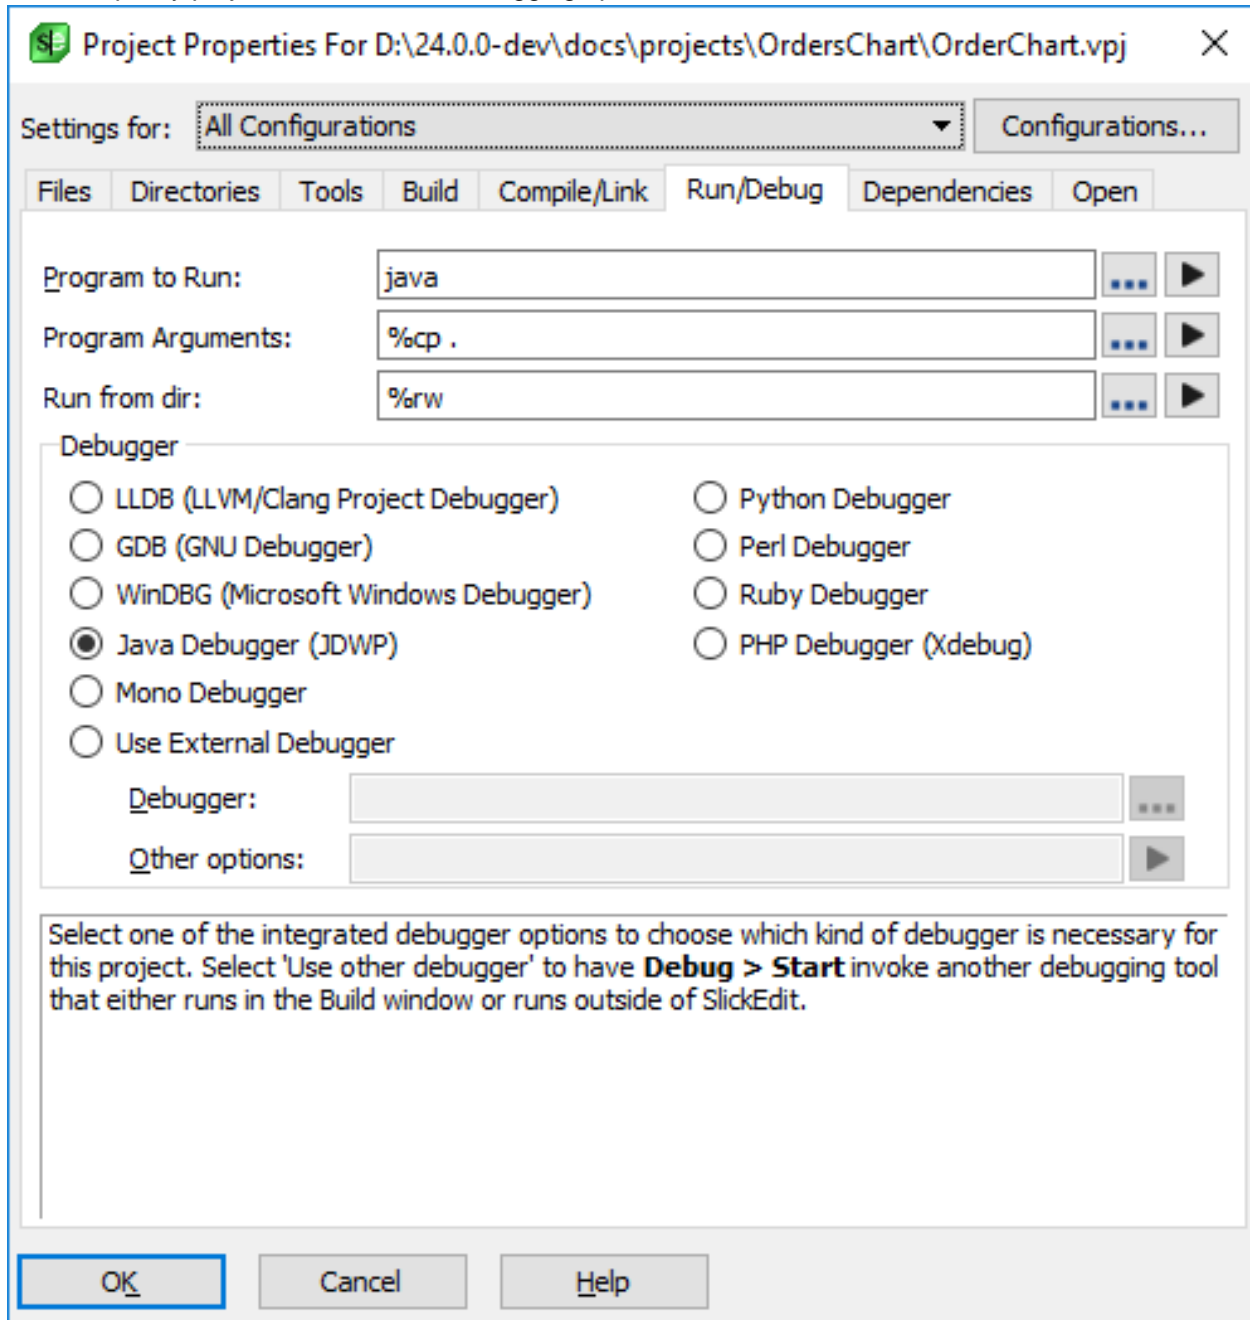 Project Properties For D:\24.0.0-dev\docs\projects\OrdersChart\OrderChart.vpj
Settings for: All Configurations Configurations...
Files Directories Tools Build Compile/Link Run/Debug Dependencies Open
Program to Run: java
Program Arguments: %cp .
Run from dir: %rw
Debugger
LLDB (LLVM/Clang Project Debugger) Python Debugger
GDB (GNU Debugger) Perl Debugger
WinDBG (Microsoft Windows Debugger) Ruby Debugger
Java Debugger (JDWP) PHP Debugger (Xdebug)
Mono Debugger
Use External Debugger
Debugger: ...
Other options:
Select one of the integrated debugger options to choose which kind of debugger is necessary for
this project. Select 'Use other debugger' to have Debug > Start invoke another debugging tool
that either runs in the Build window or runs outside of SlickEdit.
OK Cancel Help